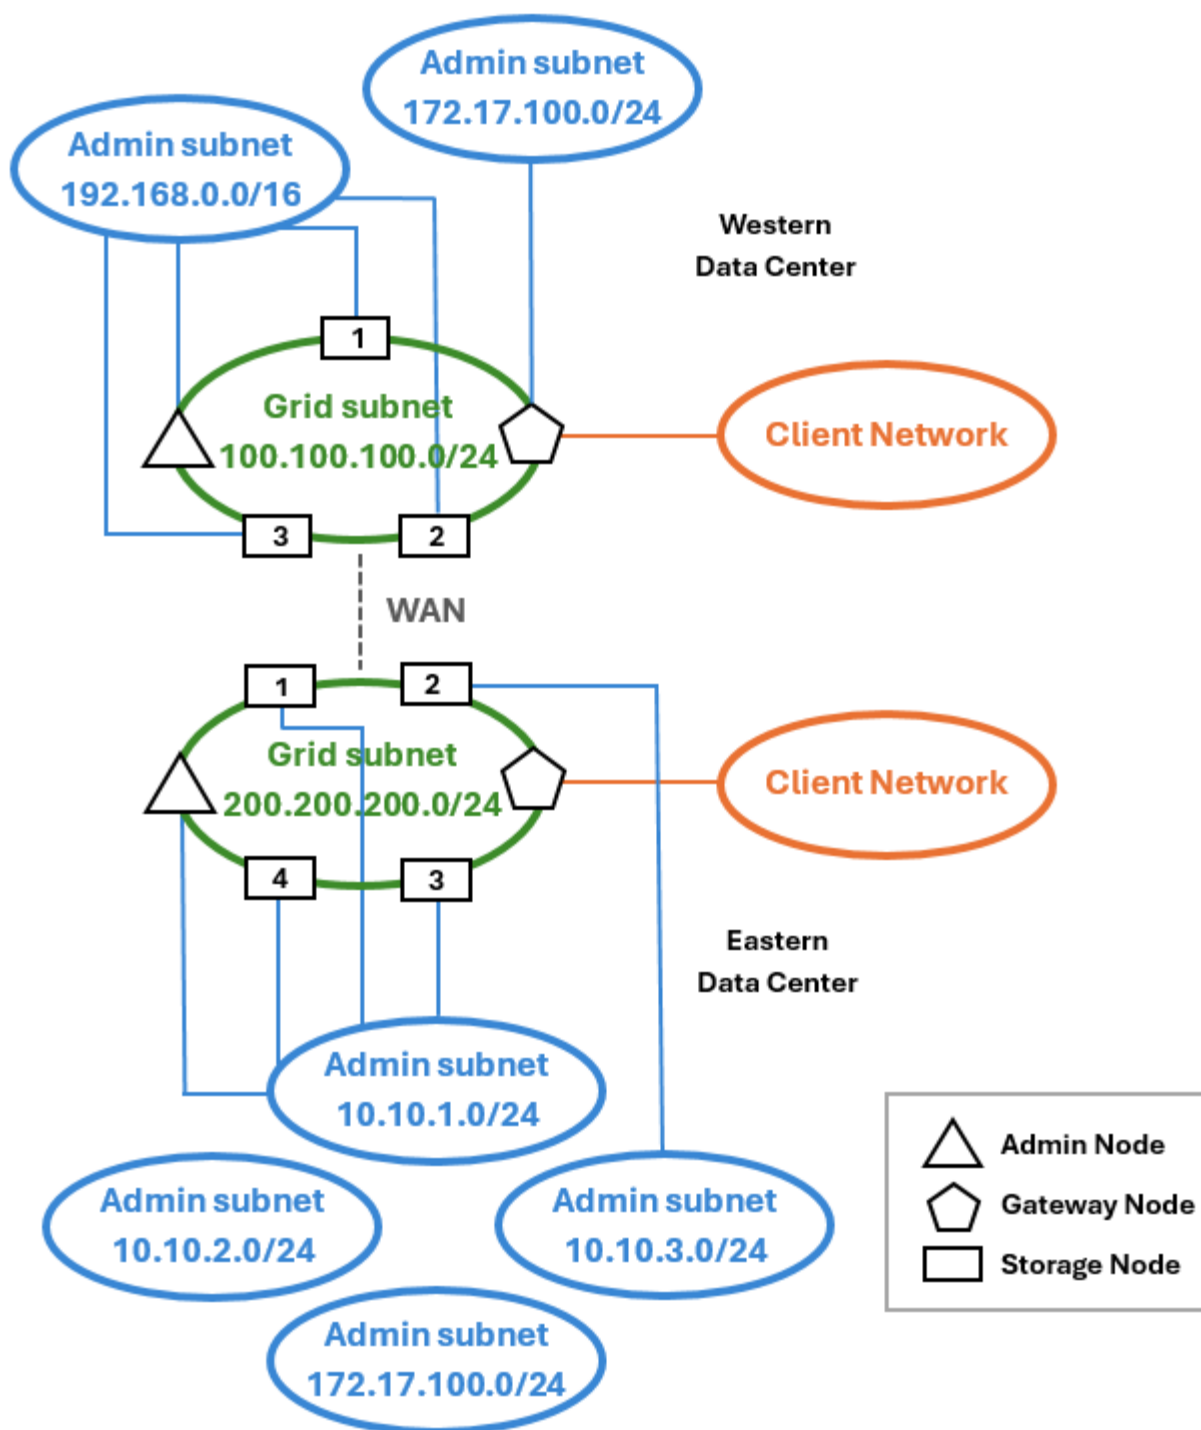 Admin subnet
172.17.100.0/24
Admin subnet
192.168.0.0/16
Western
Data Center
1
Grid subnet
100.100.100.0/24
Client Network
3
2
WAN
1
2
Grid subnet
200.200.200.0/24
Client Network
4
3
Eastern
Data Center
Admin subnet
10.10.1.0/24
Admin subnet
10.10.2.0/24
Admin subnet
10.10.3.0/24
Admin subnet
172.17.100.0/24
Admin Node
Gateway Node
Storage Node